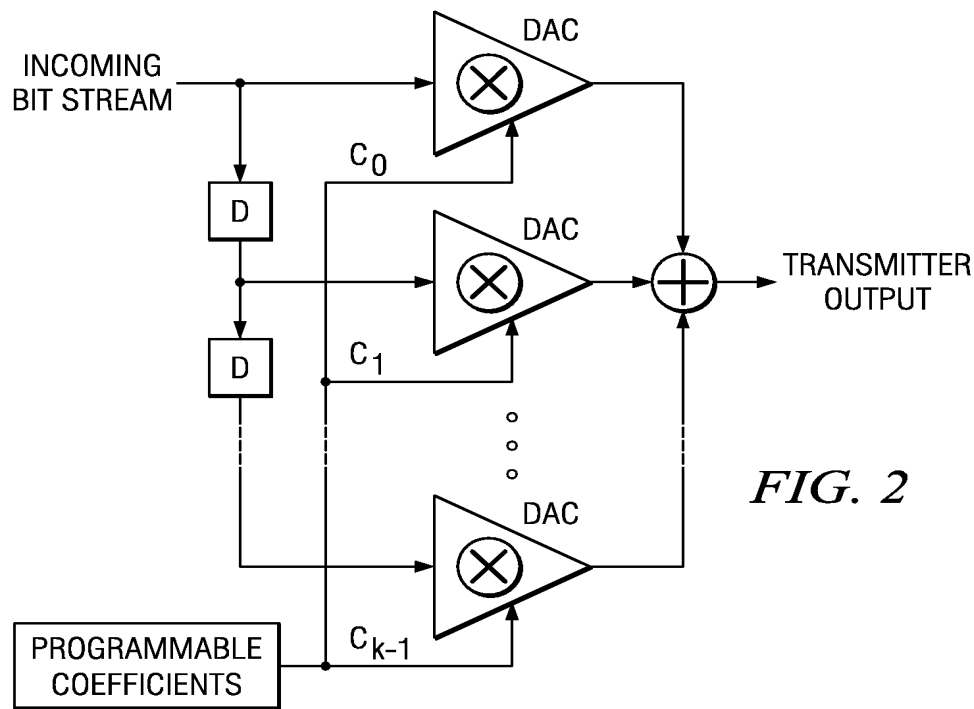 DAC
INCOMING
BIT STREAM
C0
D
DAC
TRANSMITTER
OUTPUT
C1
D
FIG. 2
DAC
PROGRAMMABLE
COEFFICIENTS
Ck-1